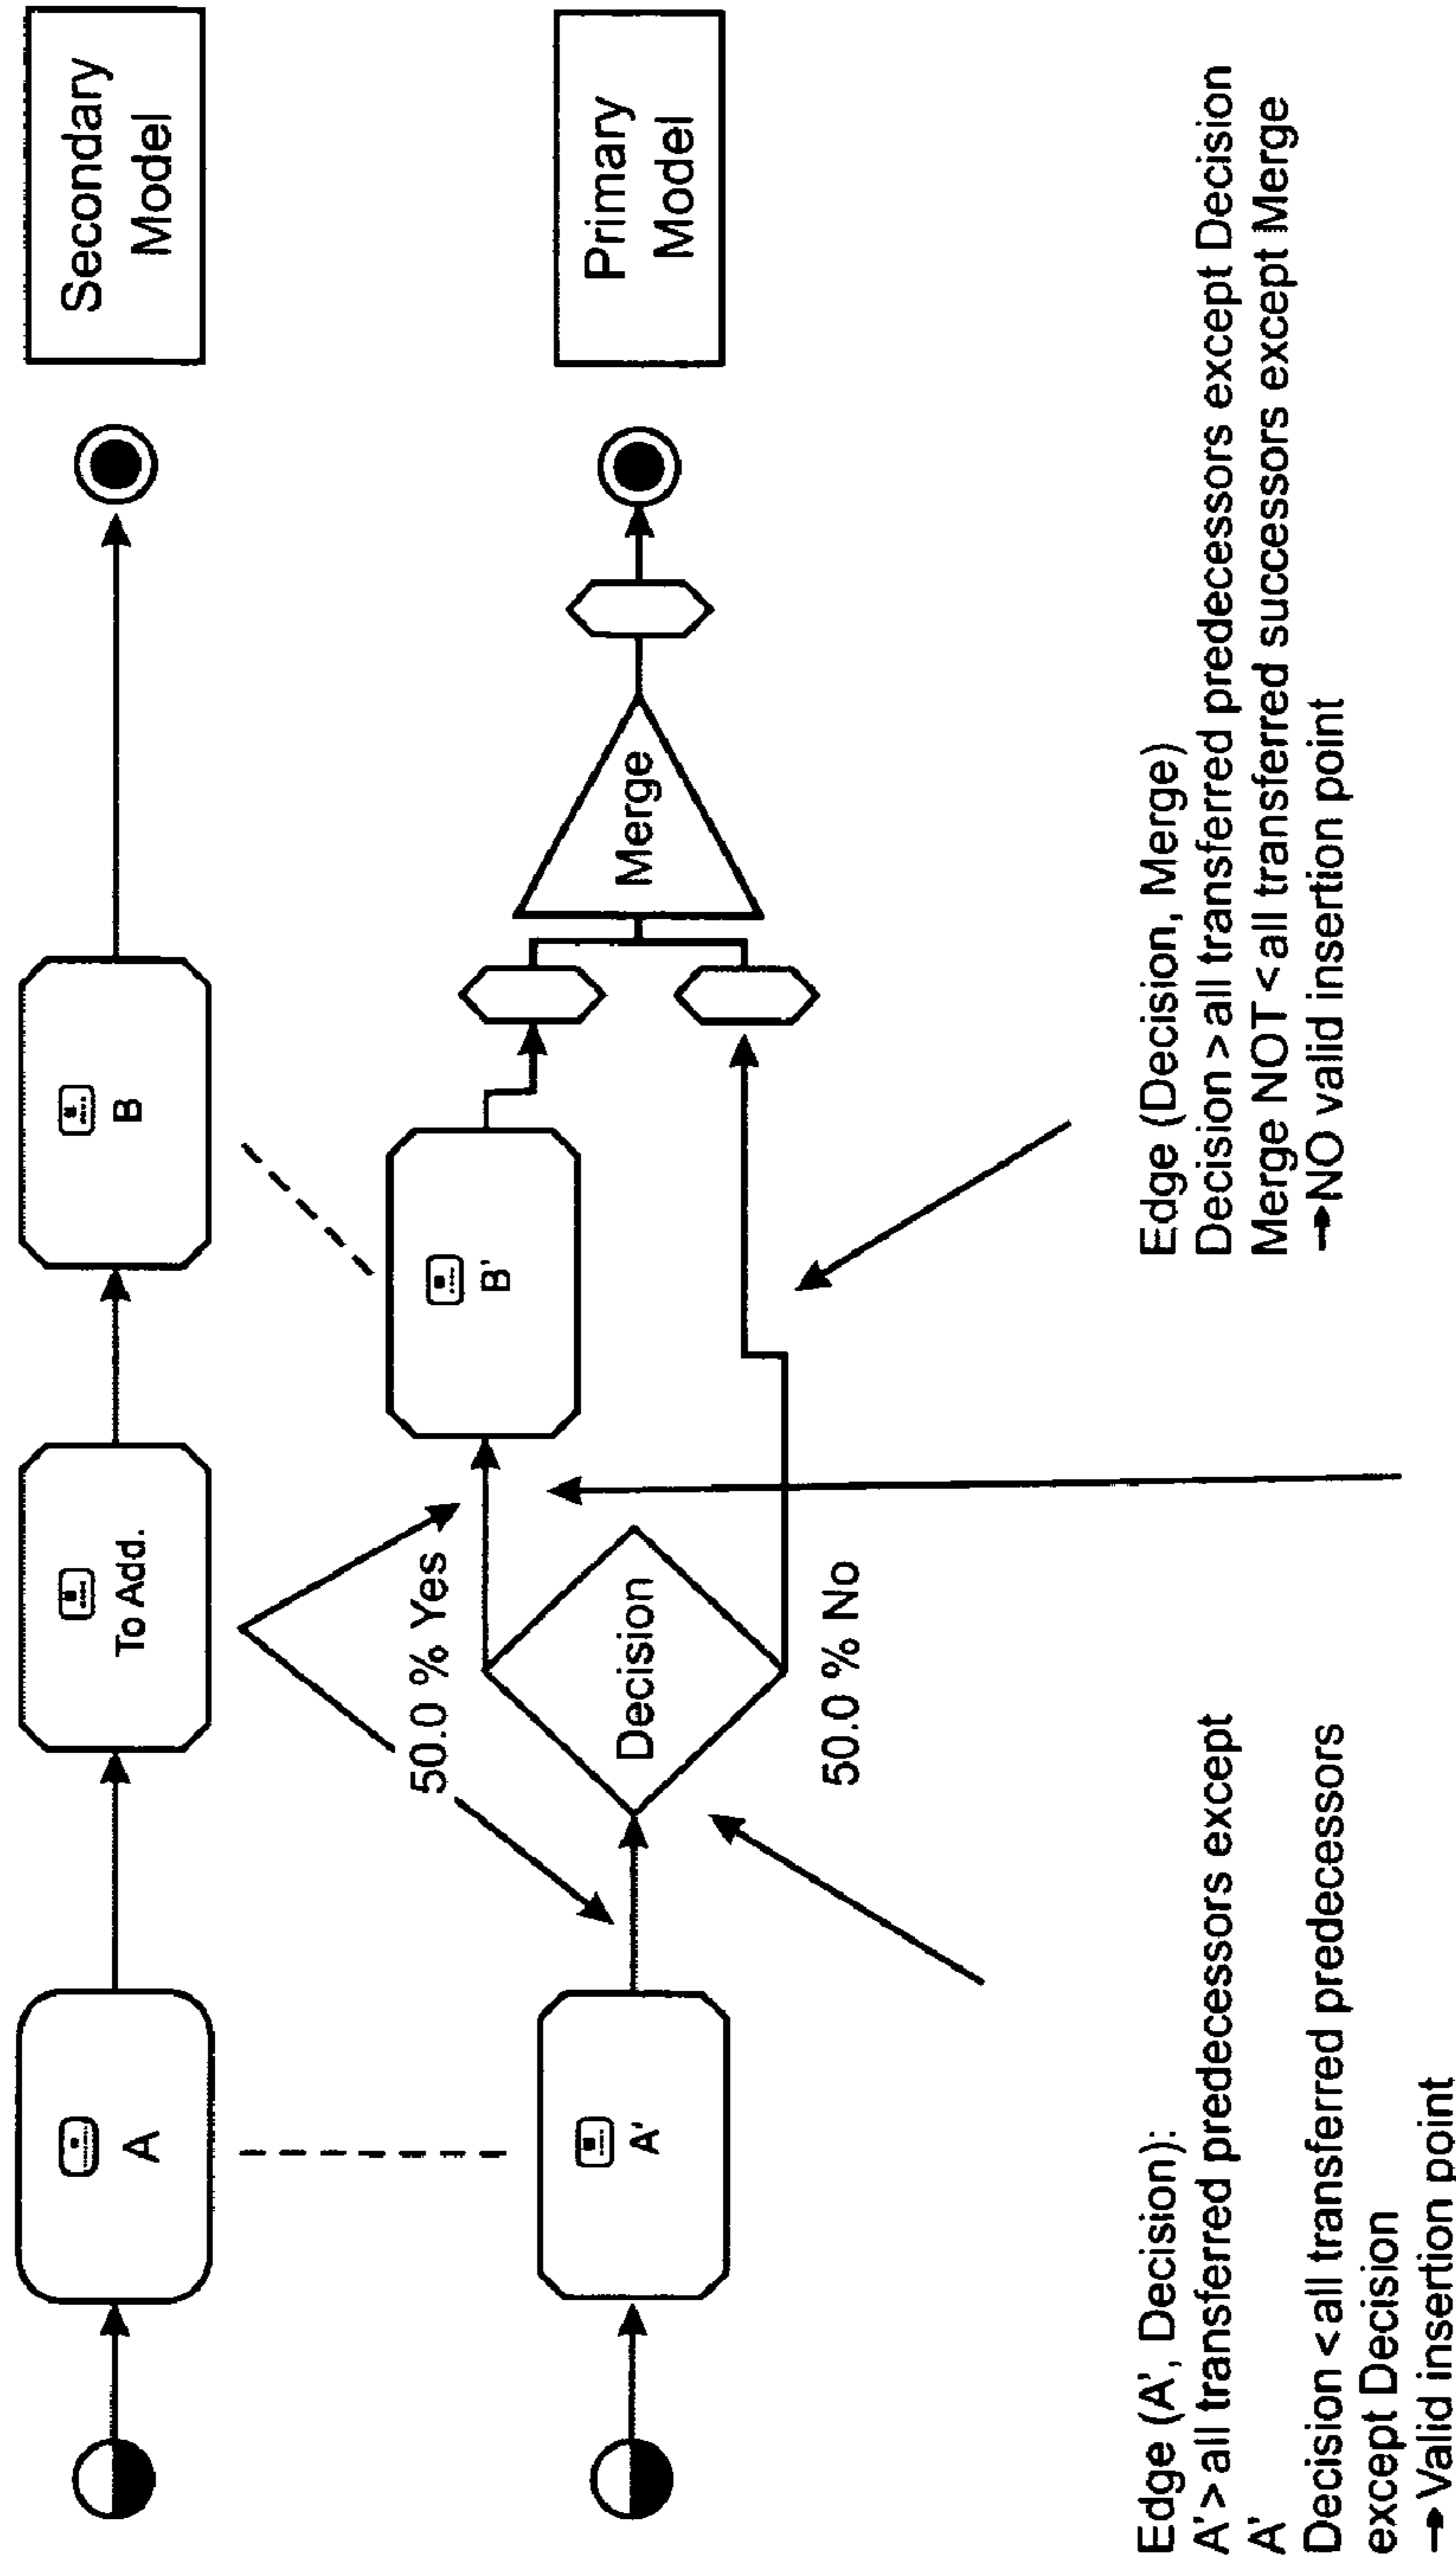 A
To Add.
B
Secondary
Model
A'
50.0 % Yes
Decision
50.0 % No
B'
Merge
Primary
Model
Edge (A', Decision):
A' > all transferred predecessors except
A'
Decision < all transferred predecessors
except Decision
→ Valid insertion point
Edge (Decision, Merge)
Decision > all transferred predecessors except Decision
Merge NOT < all transferred successors except Merge
→ NO valid insertion point